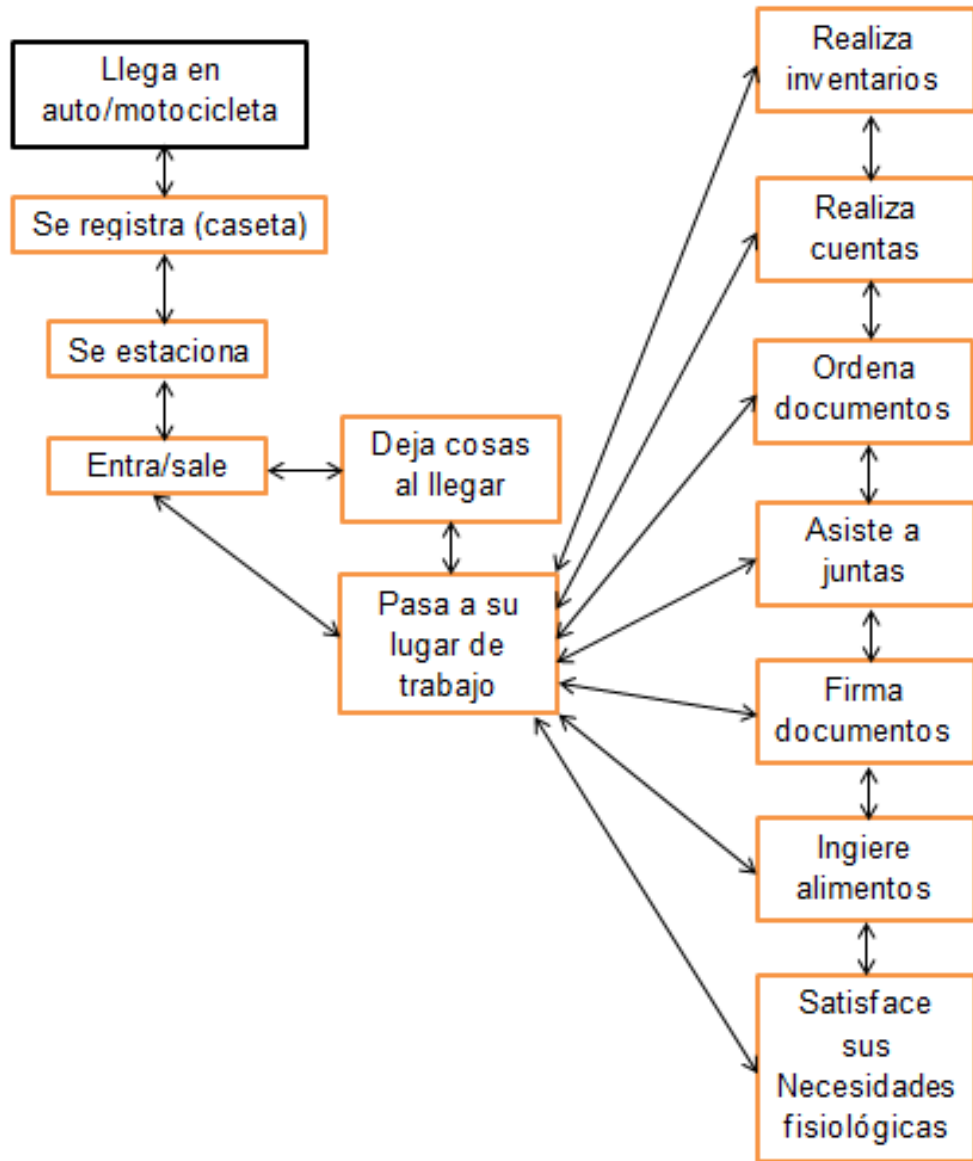 Llega en
auto/motocicleta
Se registra (caseta)
Se estaciona
Entra/sale
Deja cosas
al llegar
Pasa a su
lugar de
trabajo
Realiza
inventarios
Realiza
cuentas
Ordena
documentos
Asiste a
juntas
Firma
documentos
Ingiere
alimentos
Satisface
sus
Necesidades
fisiológicas